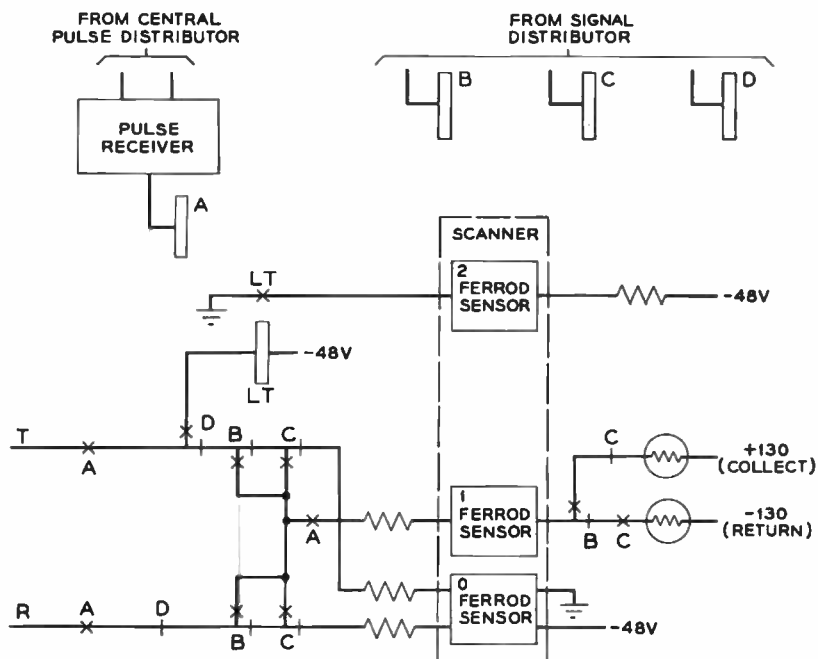 FROM CENTRAL
PULSE DISTRIBUTOR
FROM SIGNAL
DISTRIBUTOR
B
C
D
PULSE
RECEIVER
A
SCANNER
LT
2
FERROD
SENSOR
-48V
-48V
LT
D
T
A
B
C
C
+130
(COLLECT)
A
1
FERROD
SENSOR
B
C
-130
(RETURN)
0
FERROD
SENSOR
R
A
D
B
C
-48V